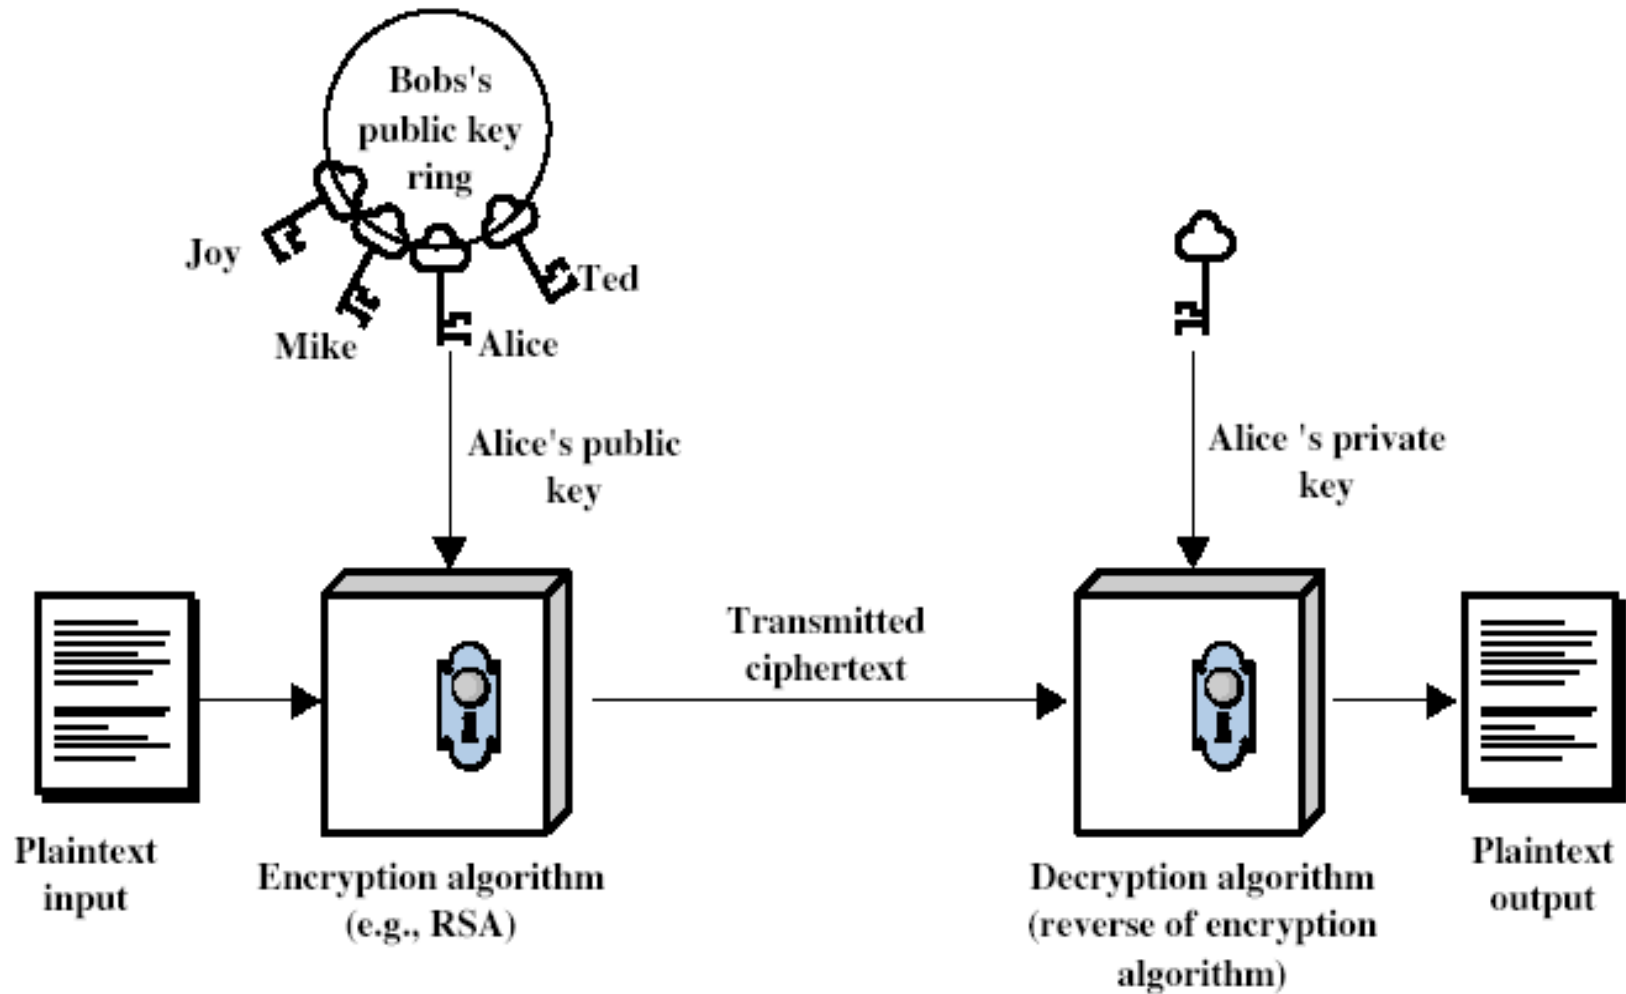 Bobs's
public key
ring
Joy
Mike
Alice
Ted
Alice's public
key
Alice 's private
key
Transmitted
ciphertext
Plaintext
input
Encryption algorithm
(e.g., RSA)
Decryption algorithm
(reverse of encryption
algorithm)
Plaintext
output